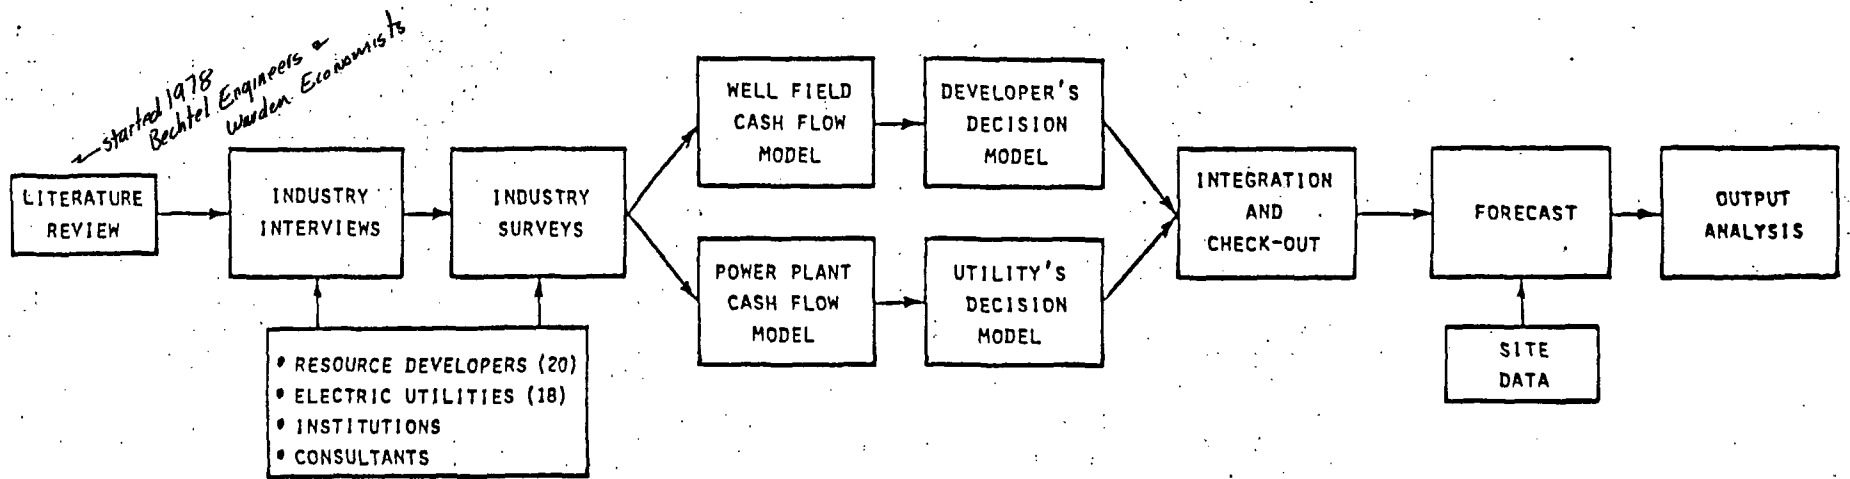 started 1978
Bechtel Engineers &
Economists
LITERATURE
REVIEW
INDUSTRY
INTERVIEWS
INDUSTRY
SURVEYS
• RESOURCE DEVELOPERS (20)
• ELECTRIC UTILITIES (18)
• INSTITUTIONS
• CONSULTANTS
WELL FIELD
CASH FLOW
MODEL
DEVELOPER'S
DECISION
MODEL
POWER PLANT
CASH FLOW
MODEL
UTILITY'S
DECISION
MODEL
INTEGRATION
AND
CHECK-OUT
FORECAST
SITE
DATA
OUTPUT
ANALYSIS